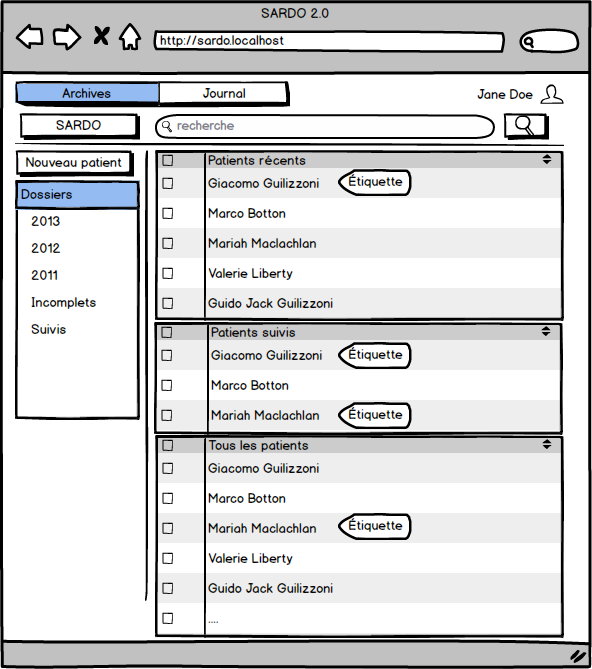 SARDO 2.0
http://sardo.localhost
Archives Journal Jane Doe
SARDO recherche
Nouveau patient
Dossiers
2013
2012
2011
Incomplets
Suivis
Patients récents
Giacomo Guilizzoni Étiquette
Marco Botton
Mariah Maclachlan
Valerie Liberty
Guido Jack Guilizzoni
Patients suivis
Giacomo Guilizzoni Étiquette
Marco Botton
Mariah Maclachlan Étiquette
Tous les patients
Giacomo Guilizzoni
Marco Botton
Mariah Maclachlan Étiquette
Valerie Liberty
Guido Jack Guilizzoni
....